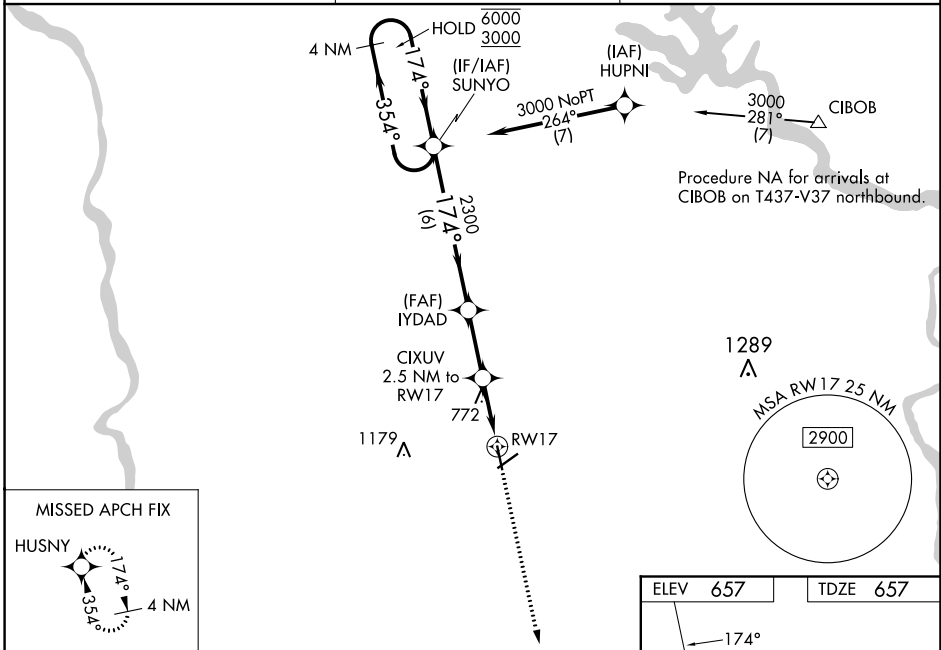 HOLD 6000
3000
4 NM
174°
354°
(IF/IAF)
SUNYO
(IAF)
HUPNI
3000 NoPT
264°
(7)
3000
281°
(7)
CIBOB
Procedure NA for arrivals at
CIBOB on T437-V37 northbound.
2300
174°
(6)
(FAF)
IYDAD
CIXUV
2.5 NM to
RW17
772
1179
RW17
1289
MSA RW17 25 NM
2900
MISSED APCH FIX
HUSNY
174°
354°
4 NM
ELEV 657
TDZE 657
174°